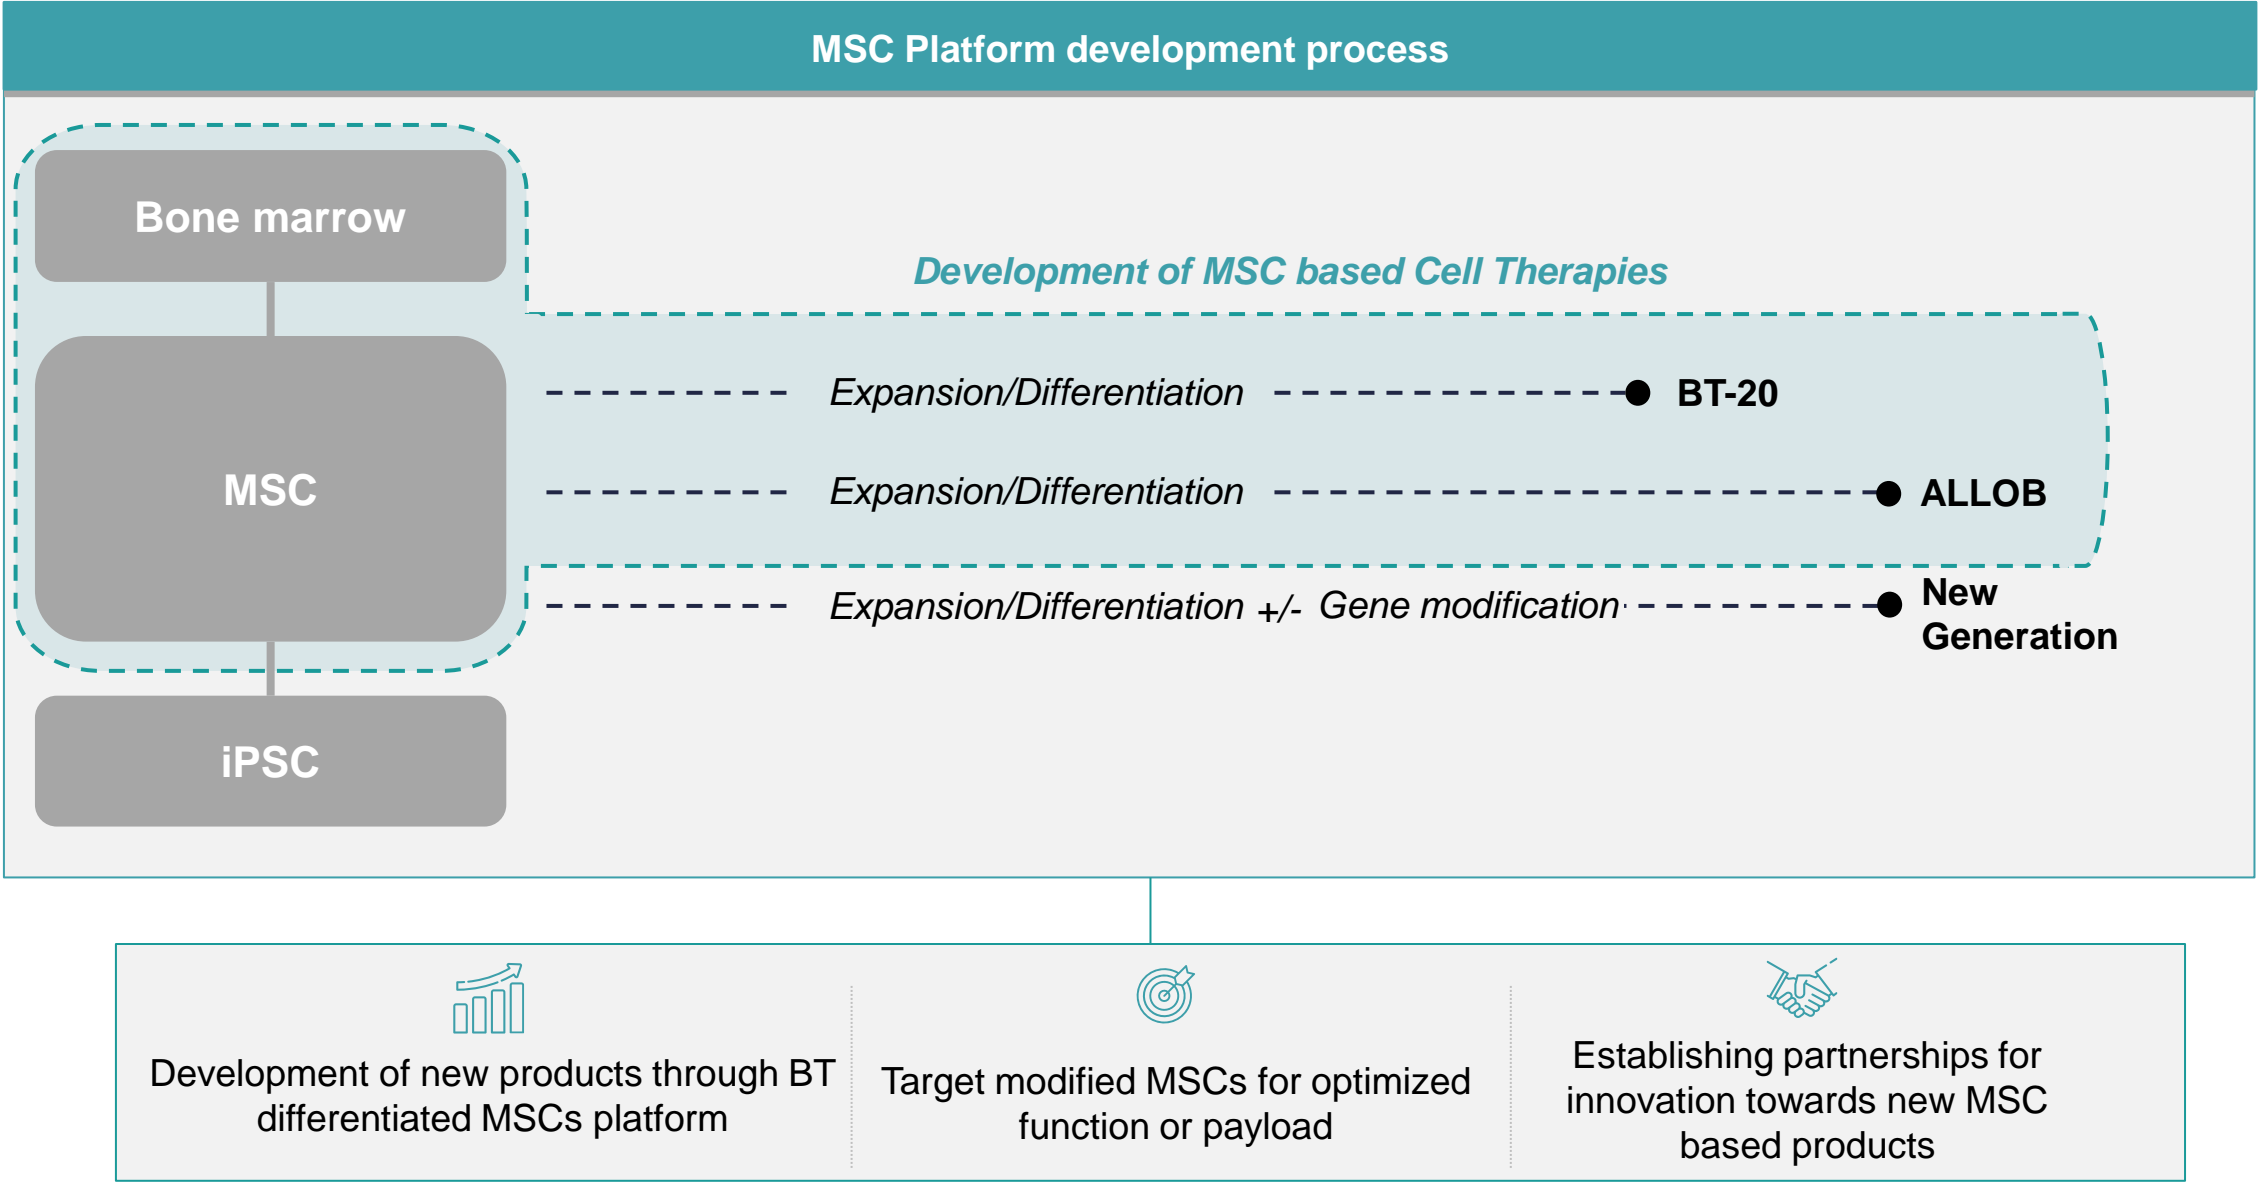 MSC Platform development process
Bone marrow
Development of MSC based Cell Therapies
Expansion/Differentiation
BT-20
MSC
Expansion/Differentiation
ALLOB
Expansion/Differentiation +/- Gene modification
New
Generation
iPSC
Development of new products through BT
differentiated MSCs platform
Target modified MSCs for optimized
function or payload
Establishing partnerships for
innovation towards new MSC
based products